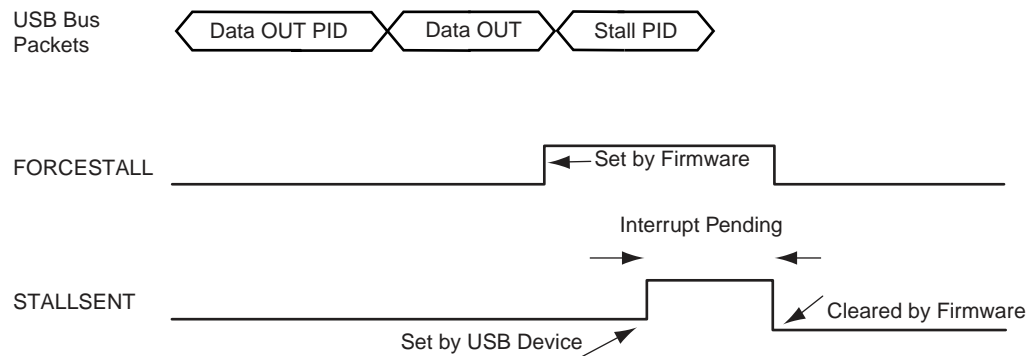 USB Bus
Packets
Data OUT PID
Data OUT
Stall PID
FORCESTALL
Set by Firmware
Interrupt Pending
STALLSENT
Cleared by Firmware
Set by USB Device